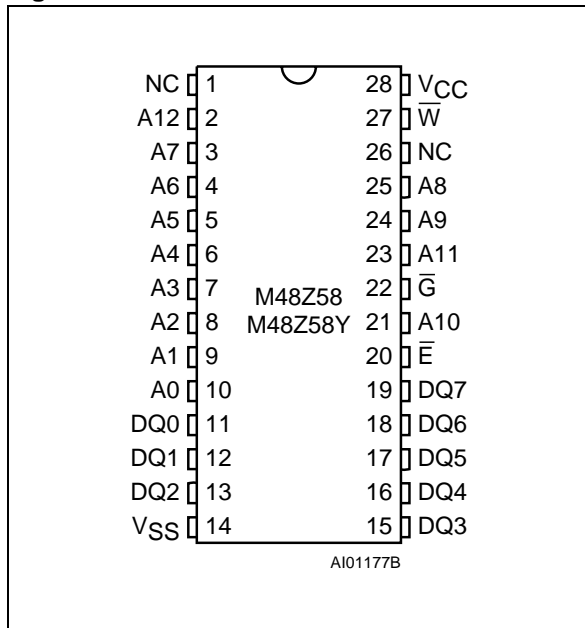 NC 1 28 VCC
A12 2 27 W̅
A7 3 26 NC
A6 4 25 A8
A5 5 24 A9
A4 6 23 A11
A3 7 22 G̅
M48Z58
A2 8 21 A10
M48Z58Y
A1 9 20 E̅
A0 10 19 DQ7
DQ0 11 18 DQ6
DQ1 12 17 DQ5
DQ2 13 16 DQ4
VSS 14 15 DQ3
AI01177B